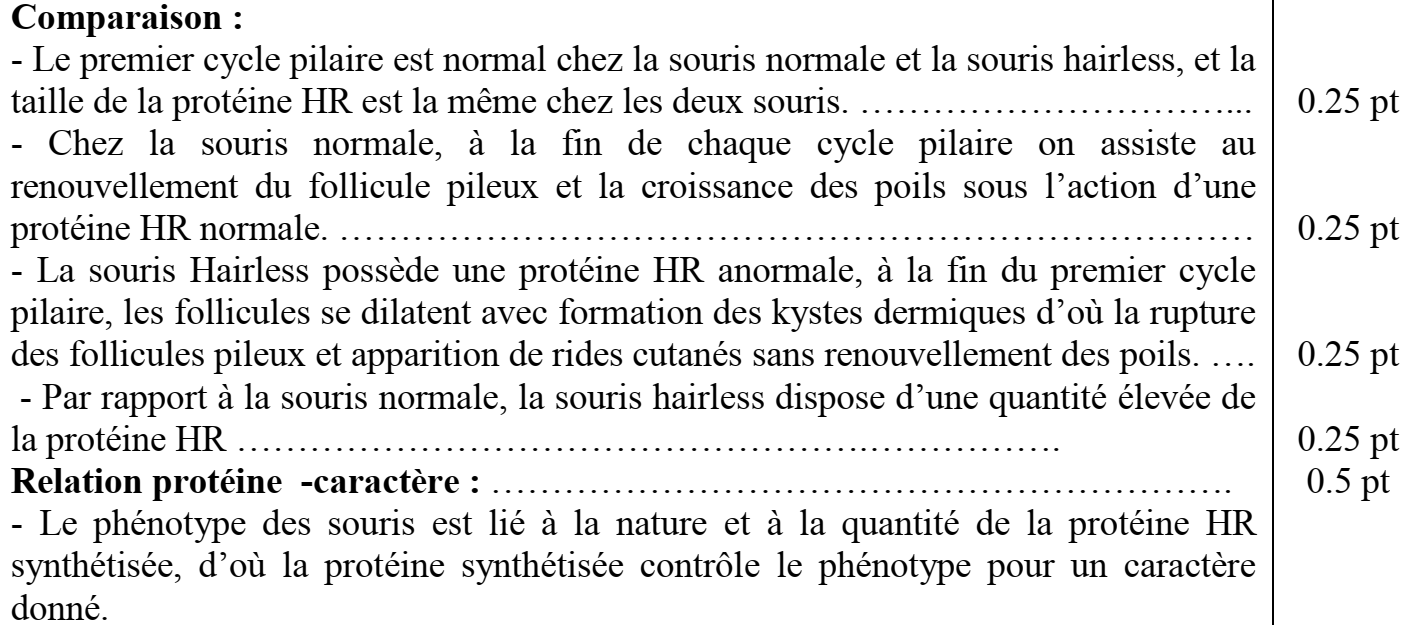 Comparaison :
- Le premier cycle pilaire est normal chez la souris normale et la souris hairless, et la
taille de la protéine HR est la même chez les deux souris. ………………………….... 0.25 pt
- Chez la souris normale, à la fin de chaque cycle pilaire on assiste au
renouvellement du follicule pileux et la croissance des poils sous l’action d’une
protéine HR normale. ……………………………………………………………………… 0.25 pt
- La souris Hairless possède une protéine HR anormale, à la fin du premier cycle
pilaire, les follicules se dilatent avec formation des kystes dermiques d’où la rupture
des follicules pileux et apparition de rides cutanés sans renouvellement des poils. …. 0.25 pt
- Par rapport à la souris normale, la souris hairless dispose d’une quantité élevée de
la protéine HR ……………………………………………….……………. 0.25 pt
Relation protéine -caractère : ………………………………………………………. 0.5 pt
- Le phénotype des souris est lié à la nature et à la quantité de la protéine HR
synthétisée, d’où la protéine synthétisée contrôle le phénotype pour un caractère
donné.